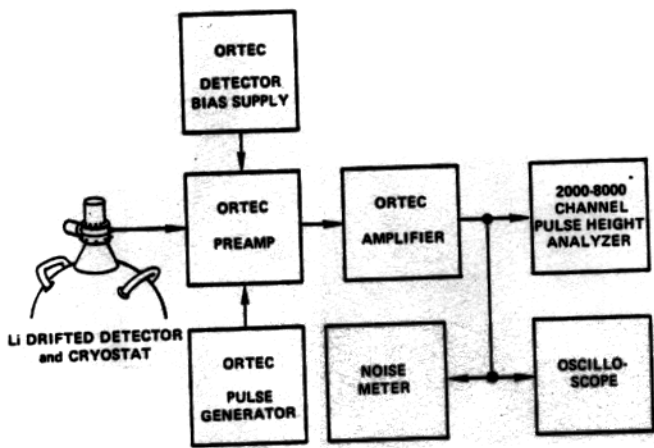 ORTEC
DETECTOR
BIAS SUPPLY
ORTEC
PREAMP
ORTEC
AMPLIFIER
2000-8000
CHANNEL
PULSE HEIGHT
ANALYZER
Li DRIFTED DETECTOR
and CRYOSTAT
ORTEC
PULSE
GENERATOR
NOISE
METER
OSCILLO-
SCOPE